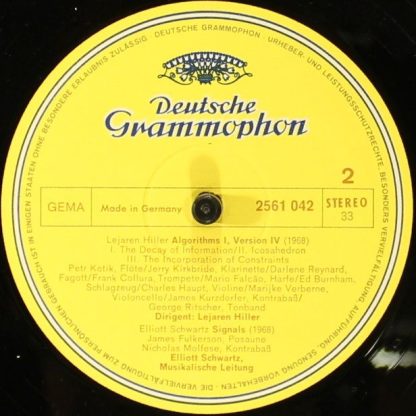 DEUTSCHE GRAMMOPHON · URHEBER- UND LEISTUNGSSCHUTZRECHTE, BESONDERS VERVIELFÄLTIGUNG, AUFFÜHRUNG, SENDUNG VORBEHALTEN · DIE VERVIELFÄLTIGUNG ZUM PERSÖNLICHEN GEBRAUCH IST IN EINIGEN STAATEN OHNE BESONDERE ERLAUBNIS ZULÄSSIG ·
Deutsche
Grammophon
2
GEMA
Made in Germany
2561 042
STEREO
33
Lejaren Hiller Algorithms I, Version IV (1968)
I. The Decay of Information/II. Icosahedron
III. The Incorporation of Constraints
Petr Kotik, Flöte/Jerry Kirkbride, Klarinette/Darlene Reynard,
Fagott/Frank Collura, Trompete/Mario Falcão, Harfe/Ed Burnham,
Schlagzeug/Charles Haupt, Violine/Marijke Verberne,
Violoncello/James Kurzdorfer, Kontrabaß/
George Ritscher, Tonband
Dirigent: Lejaren Hiller
Elliott Schwartz Signals (1968)
James Fulkerson, Posaune
Nicholas Molfese, Kontrabaß
Elliott Schwartz,
Musikalische Leitung